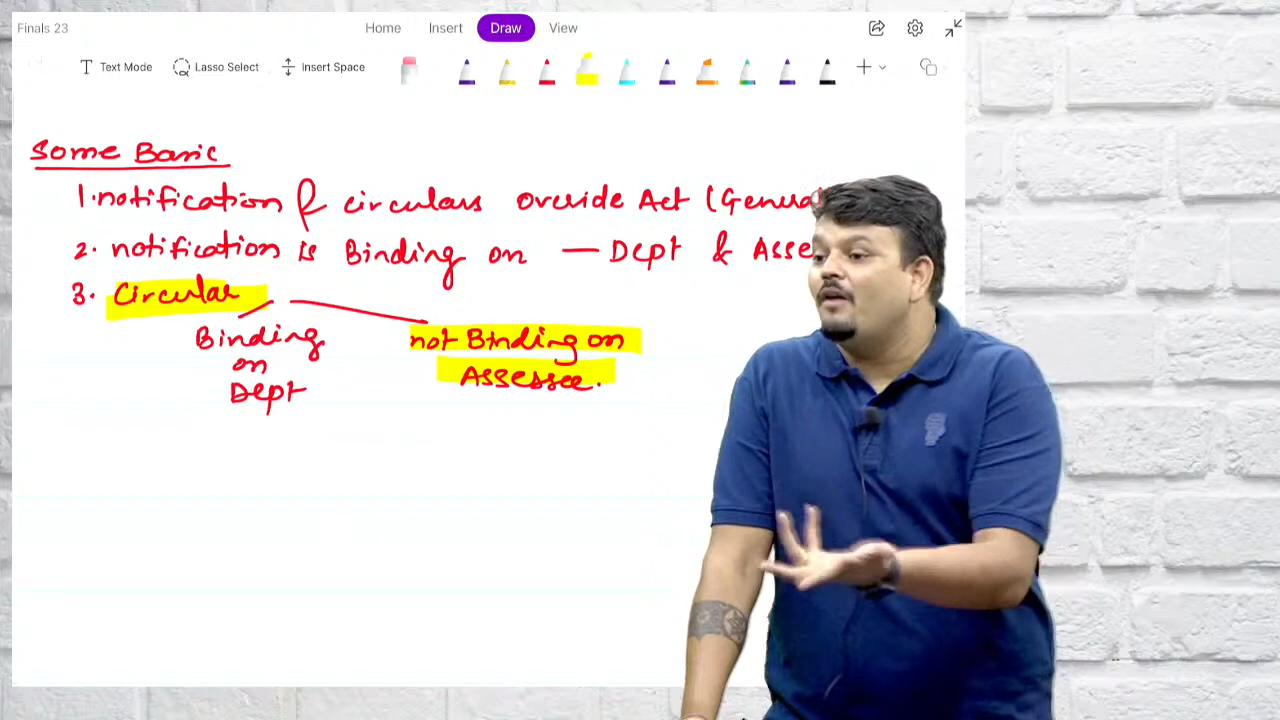 Finals 23
Home Insert Draw View
Text Mode Lasso Select Insert Space
Some Basic
1. notification & circulars override Act (General
2. notification is Binding on — Dept & Asse
3. Circular
Binding
on
Dept
not Binding on
Assessee.